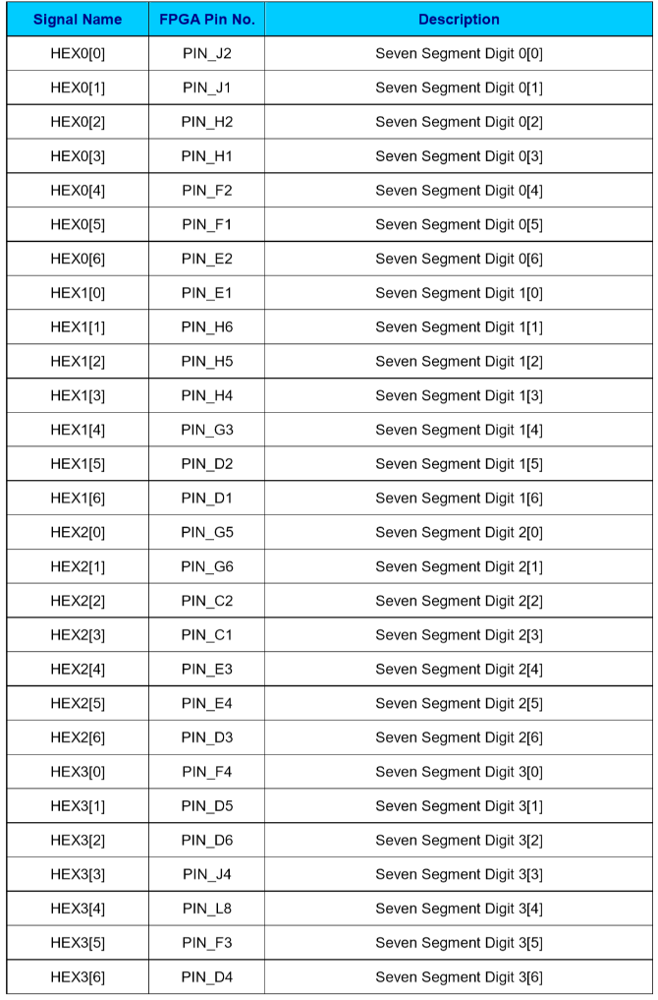 Signal Name FPGA Pin No. Description
HEX0[0] PIN_J2 Seven Segment Digit 0[0]
HEX0[1] PIN_J1 Seven Segment Digit 0[1]
HEX0[2] PIN_H2 Seven Segment Digit 0[2]
HEX0[3] PIN_H1 Seven Segment Digit 0[3]
HEX0[4] PIN_F2 Seven Segment Digit 0[4]
HEX0[5] PIN_F1 Seven Segment Digit 0[5]
HEX0[6] PIN_E2 Seven Segment Digit 0[6]
HEX1[0] PIN_E1 Seven Segment Digit 1[0]
HEX1[1] PIN_H6 Seven Segment Digit 1[1]
HEX1[2] PIN_H5 Seven Segment Digit 1[2]
HEX1[3] PIN_H4 Seven Segment Digit 1[3]
HEX1[4] PIN_G3 Seven Segment Digit 1[4]
HEX1[5] PIN_D2 Seven Segment Digit 1[5]
HEX1[6] PIN_D1 Seven Segment Digit 1[6]
HEX2[0] PIN_G5 Seven Segment Digit 2[0]
HEX2[1] PIN_G6 Seven Segment Digit 2[1]
HEX2[2] PIN_C2 Seven Segment Digit 2[2]
HEX2[3] PIN_C1 Seven Segment Digit 2[3]
HEX2[4] PIN_E3 Seven Segment Digit 2[4]
HEX2[5] PIN_E4 Seven Segment Digit 2[5]
HEX2[6] PIN_D3 Seven Segment Digit 2[6]
HEX3[0] PIN_F4 Seven Segment Digit 3[0]
HEX3[1] PIN_D5 Seven Segment Digit 3[1]
HEX3[2] PIN_D6 Seven Segment Digit 3[2]
HEX3[3] PIN_J4 Seven Segment Digit 3[3]
HEX3[4] PIN_L8 Seven Segment Digit 3[4]
HEX3[5] PIN_F3 Seven Segment Digit 3[5]
HEX3[6] PIN_D4 Seven Segment Digit 3[6]